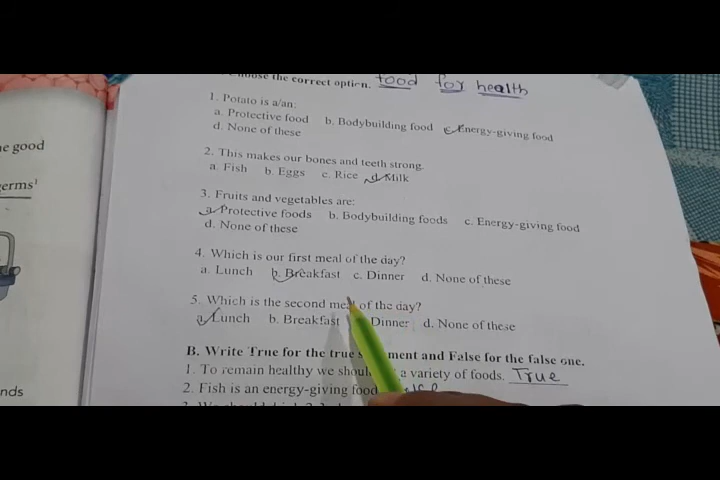 Choose the correct option. food for health
1. Potato is a/an:
a. Protective food b. Bodybuilding food c. Energy-giving food
d. None of these
2. This makes our bones and teeth strong.
a. Fish b. Eggs c. Rice d. Milk
3. Fruits and vegetables are:
a. Protective foods b. Bodybuilding foods c. Energy-giving food
d. None of these
4. Which is our first meal of the day?
a. Lunch b. Breakfast c. Dinner d. None of these
5. Which is the second meal of the day?
a. Lunch b. Breakfast Dinner d. None of these
B. Write True for the true ment and False for the false one.
1. To remain healthy we shoul a variety of foods. True
2. Fish is an energy-giving food
e good
erms'
nds